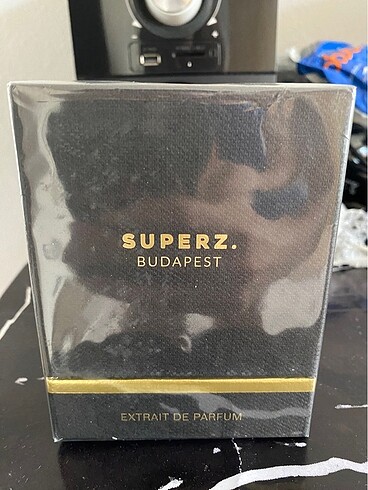 SUPERZ.
BUDAPEST
EXTRAIT DE PARFUM